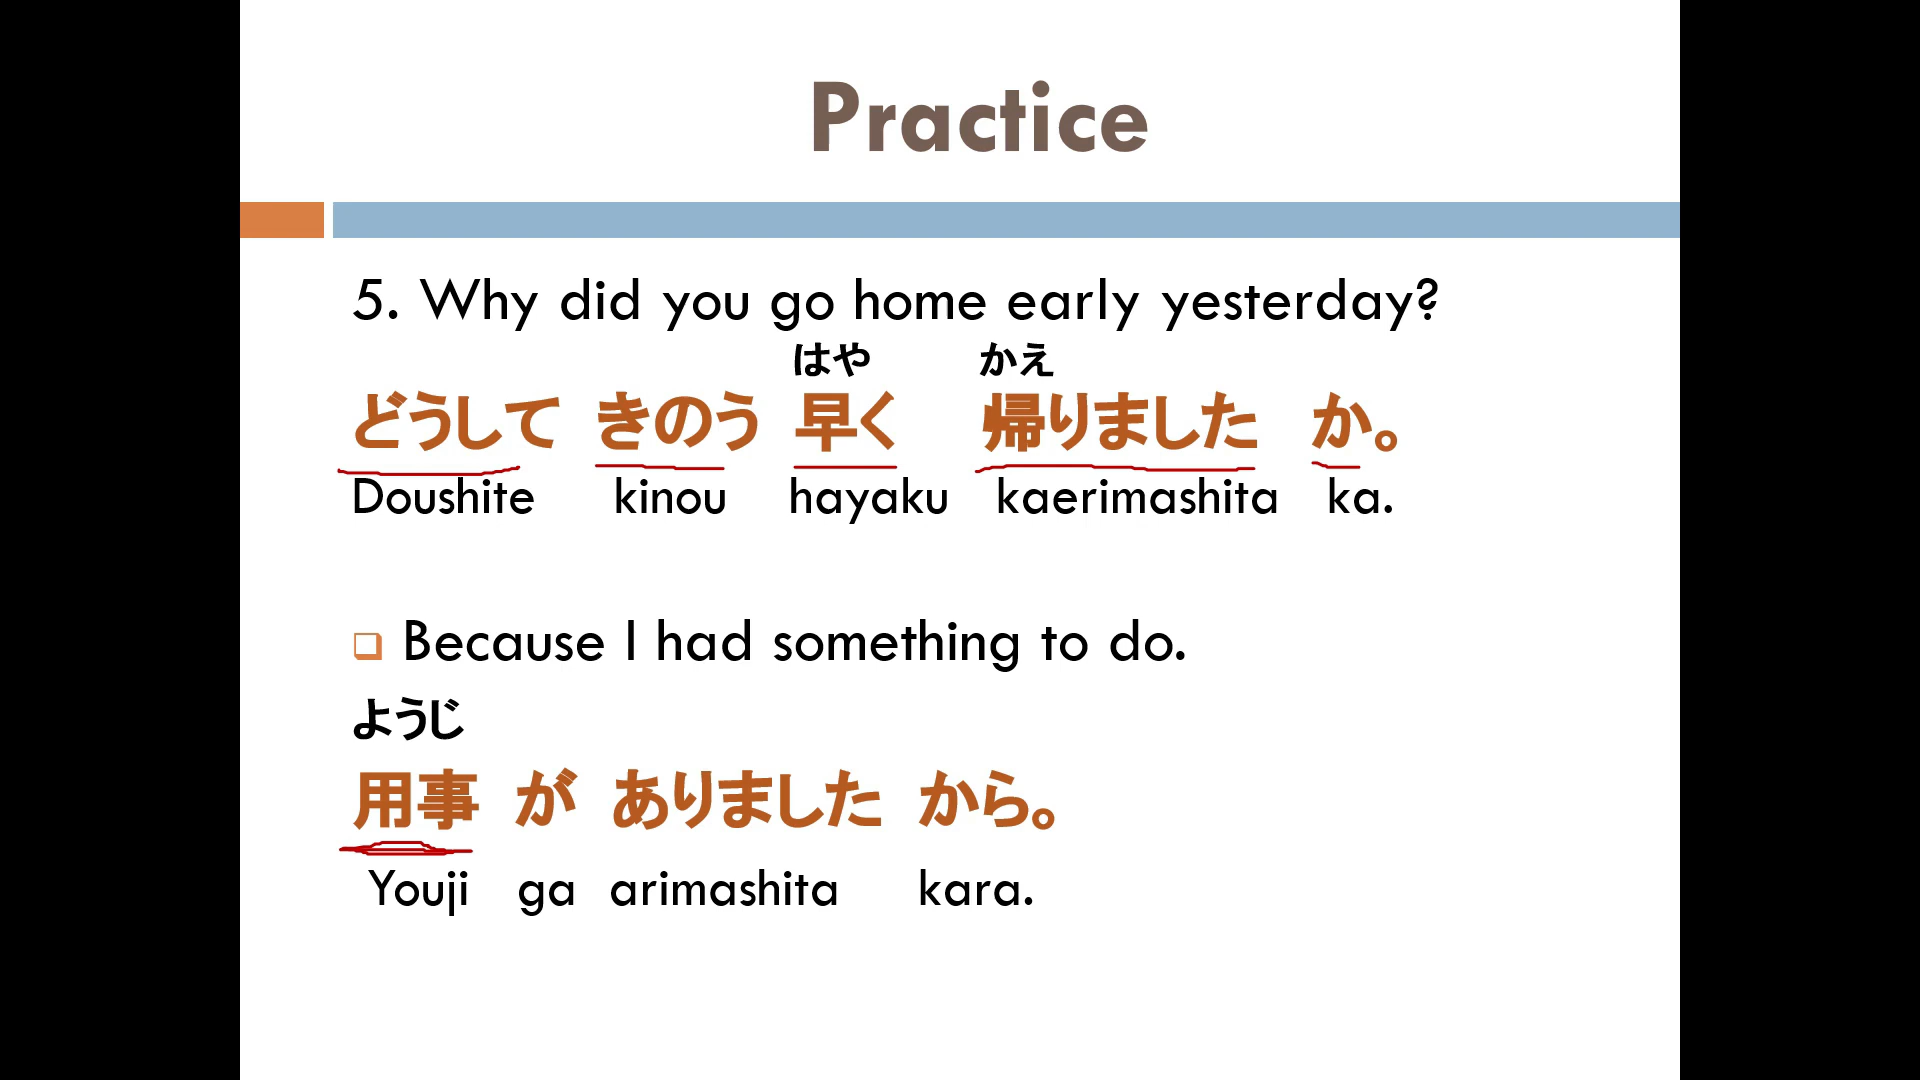 Practice
5. Why did you go home early yesterday?
はや かえ
どうして きのう 早く 帰りました か。
Doushite kinou hayaku kaerimashita ka.
Because I had something to do.
ようじ
用事 が ありました から。
Youji ga arimashita kara.